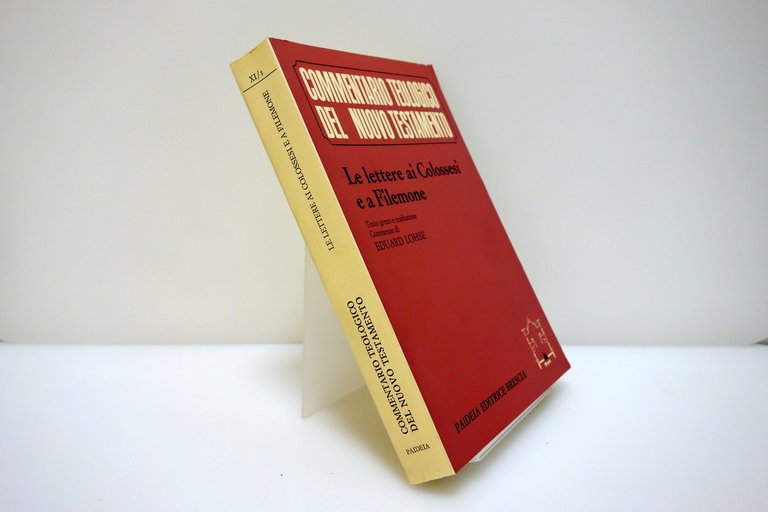 XI/1
LE LETTERE AI COLOSSESI E A FILEMONE
COMMENTARIO TEOLOGICO
DEL NUOVO TESTAMENTO
PAIDEIA
COMMENTARIO TEOLOGICO
DEL NUOVO TESTAMENTO
Le lettere ai Colossesi
e a Filemone
Testo greco e traduzione
Commento di
EDUARD LOHSE
PAIDEIA EDITRICE BRESCIA